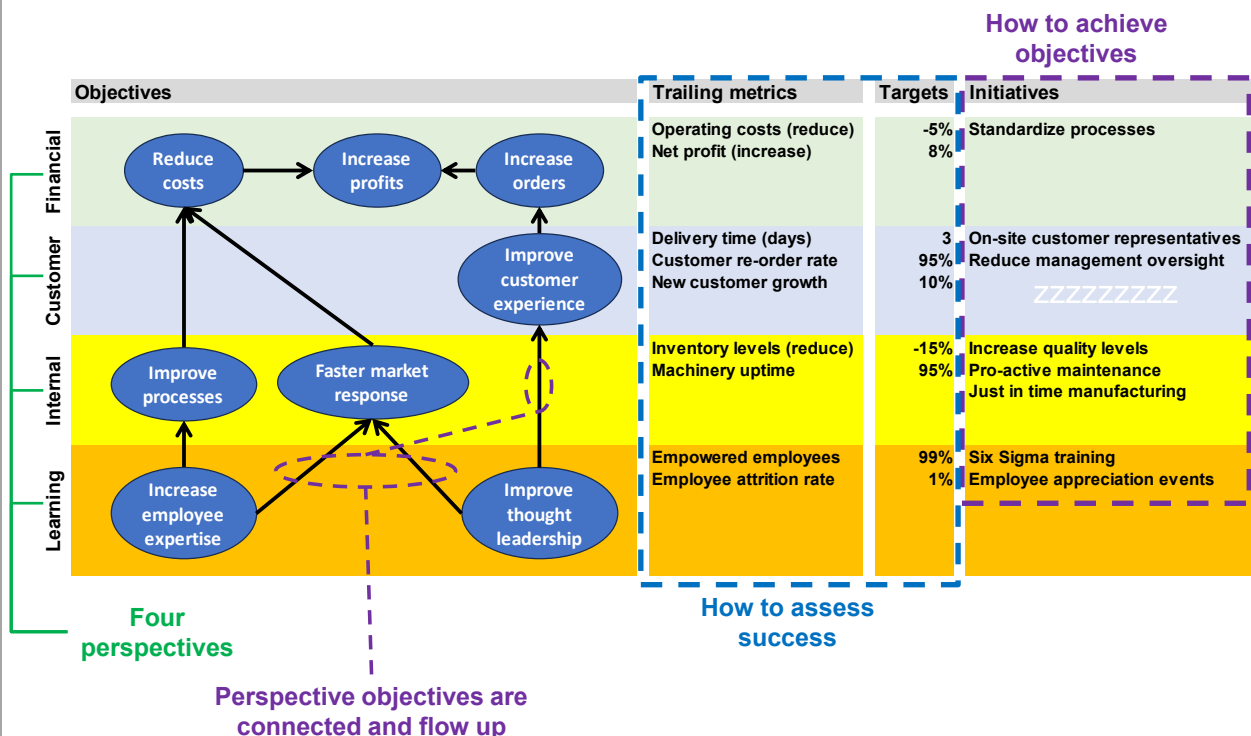 How to achieve
objectives
Objectives
Trailing metrics
Targets
Initiatives
Financial
Reduce
costs
Increase
profits
Increase
orders
Operating costs (reduce)
-5%
Standardize processes
Net profit (increase)
8%
Customer
Improve
customer
experience
Delivery time (days)
3
On-site customer representatives
Customer re-order rate
95%
Reduce management oversight
New customer growth
10%
ZZZZZZZZZ
Internal
Improve
processes
Faster market
response
Inventory levels (reduce)
-15%
Increase quality levels
Machinery uptime
95%
Pro-active maintenance
Just in time manufacturing
Learning
Increase
employee
expertise
Improve
thought
leadership
Empowered employees
99%
Six Sigma training
Employee attrition rate
1%
Employee appreciation events
Four
perspectives
How to assess
success
Perspective objectives are
connected and flow up